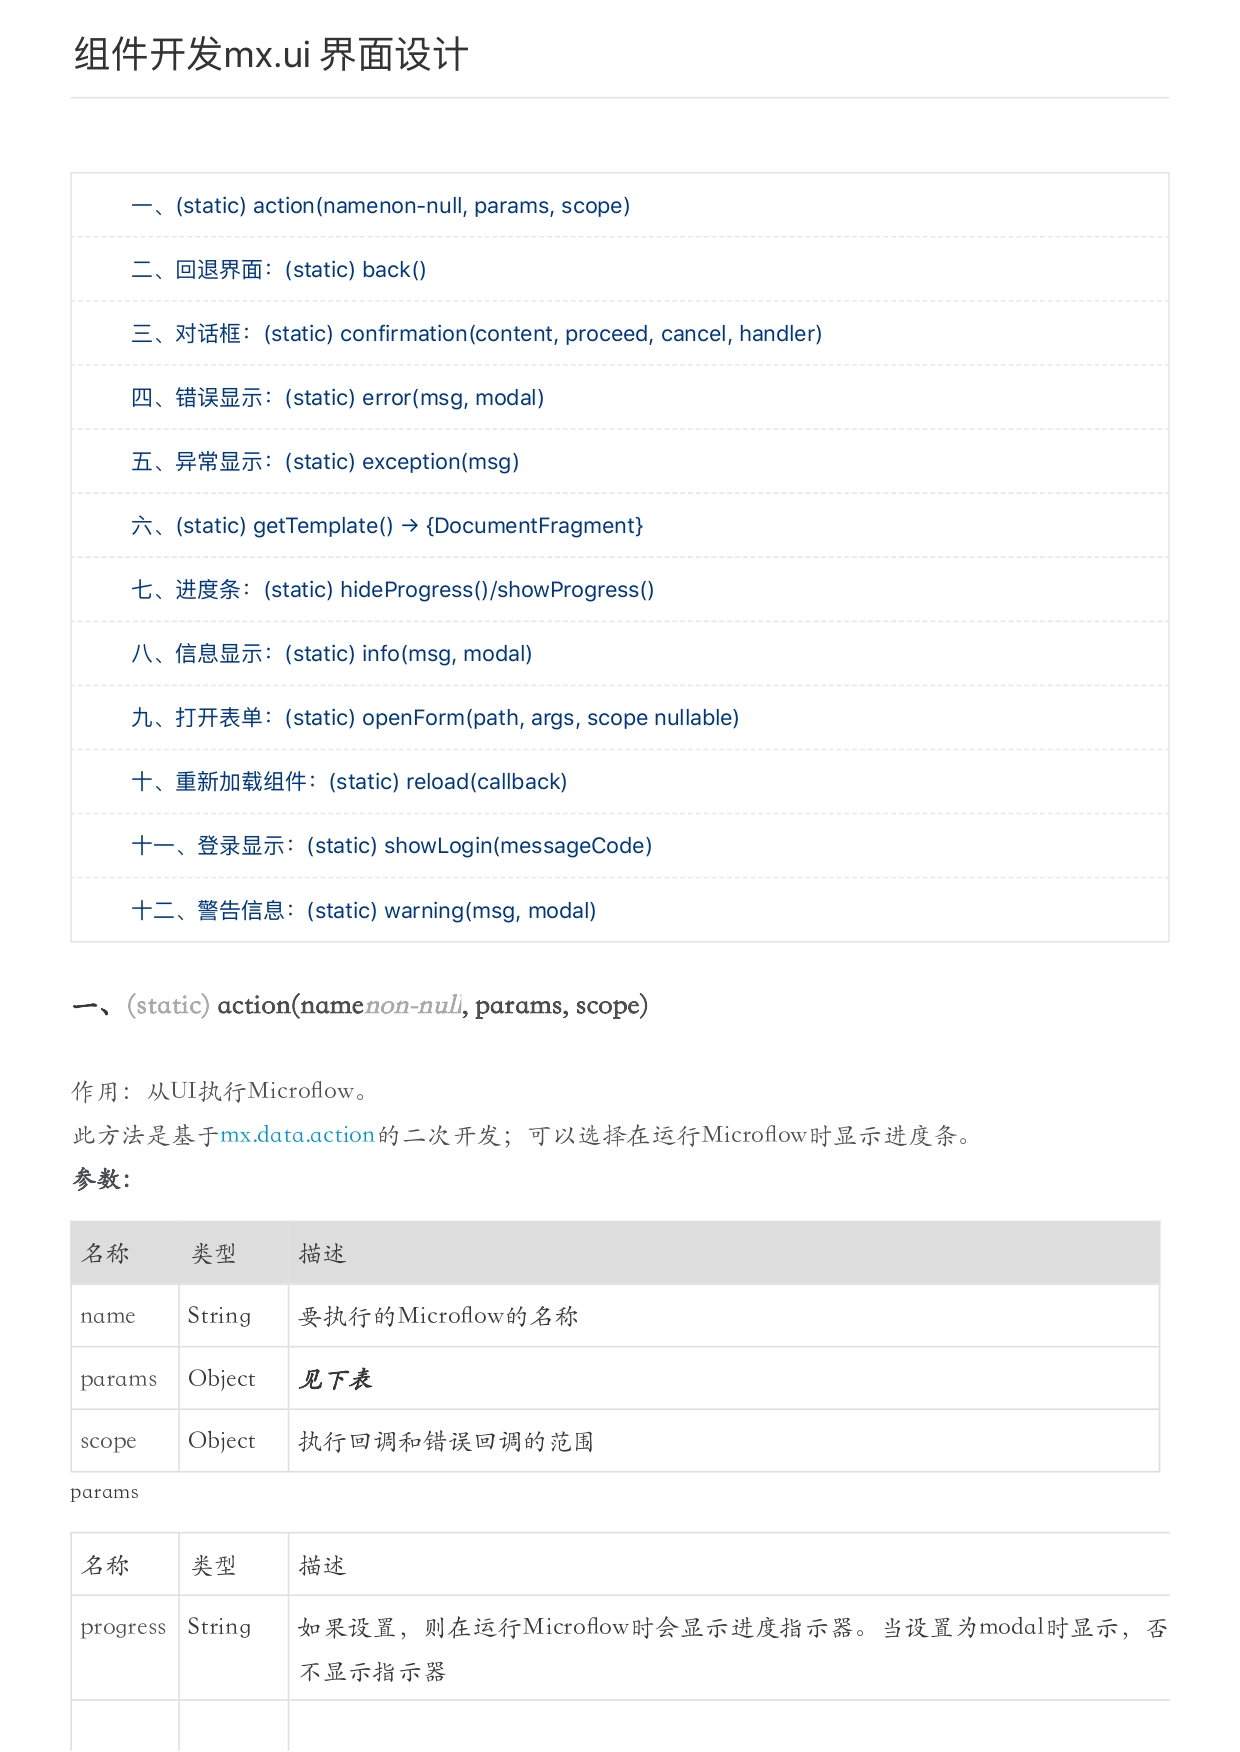 组件开发mx.ui 界面设计
一、(static) action(namenon-null, params, scope)
二、回退界面：(static) back()
三、对话框：(static) confirmation(content, proceed, cancel, handler)
四、错误显示：(static) error(msg, modal)
五、异常显示：(static) exception(msg)
六、(static) getTemplate() → {DocumentFragment}
七、进度条：(static) hideProgress()/showProgress()
八、信息显示：(static) info(msg, modal)
九、打开表单：(static) openForm(path, args, scope nullable)
十、重新加载组件：(static) reload(callback)
十一、登录显示：(static) showLogin(messageCode)
十二、警告信息：(static) warning(msg, modal)
一、(static) action(namenon-null, params, scope)
作用：从UI执行Microflow。
此方法是基于mx.data.action的二次开发；可以选择在运行Microflow时显示进度条。
参数：
名称 类型 描述
name String 要执行的Microflow的名称
params Object 见下表
scope Object 执行回调和错误回调的范围
params
名称 类型 描述
progress String 如果设置，则在运行Microflow时会显示进度指示器。当设置为modal时显示，否
不显示指示器